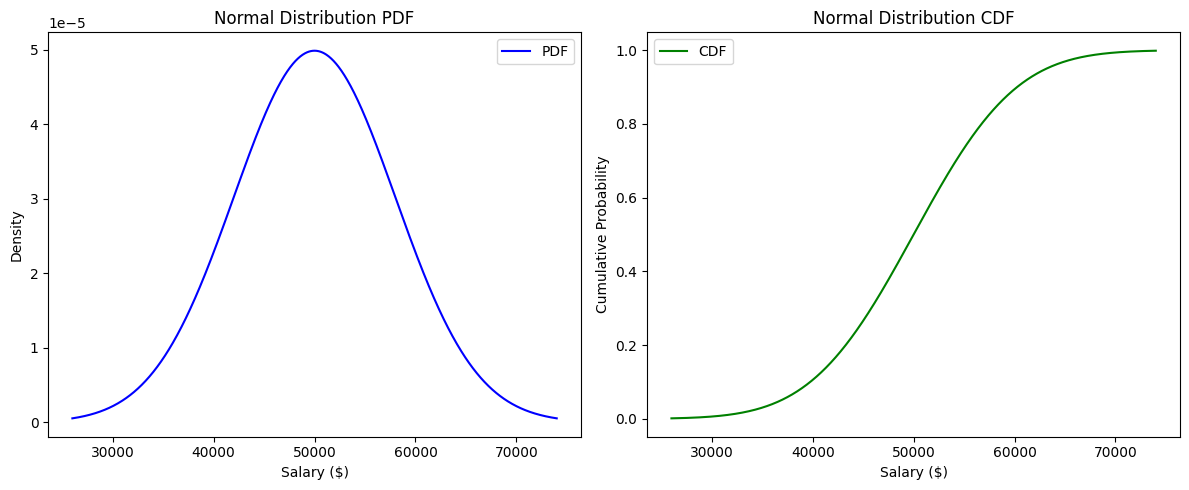 Normal Distribution PDF
1e−5
PDF
5
4
3
2
1
0
Density
30000 40000 50000 60000 70000
Salary ($)
Normal Distribution CDF
CDF
1.0
0.8
0.6
0.4
0.2
0.0
Cumulative Probability
30000 40000 50000 60000 70000
Salary ($)